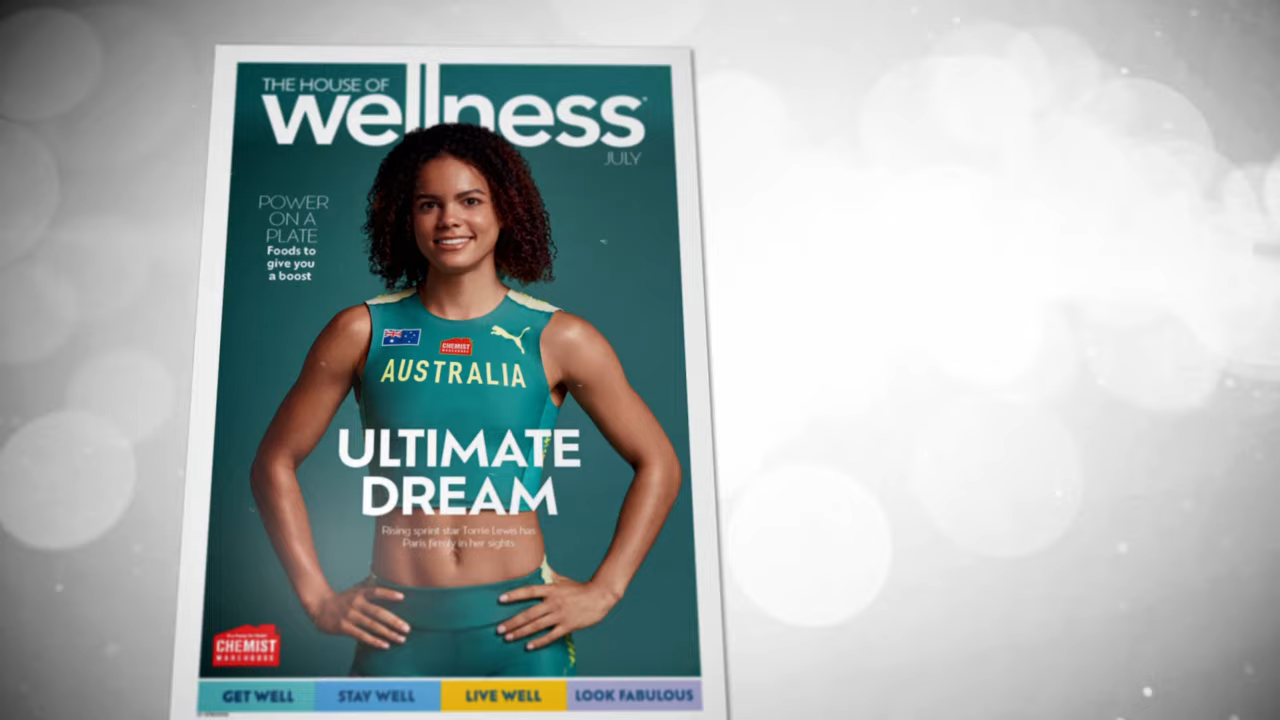 THE HOUSE OF
wellness
JULY
POWER
ON A
PLATE
Foods to
give you
a boost
CHEMIST
WAREHOUSE
AUSTRALIA
ULTIMATE
DREAM
Rising sprint star Torrie Lewis has
Paris firmly in her sights
CHEMIST
WAREHOUSE
GET WELL
STAY WELL
LIVE WELL
LOOK FABULOUS